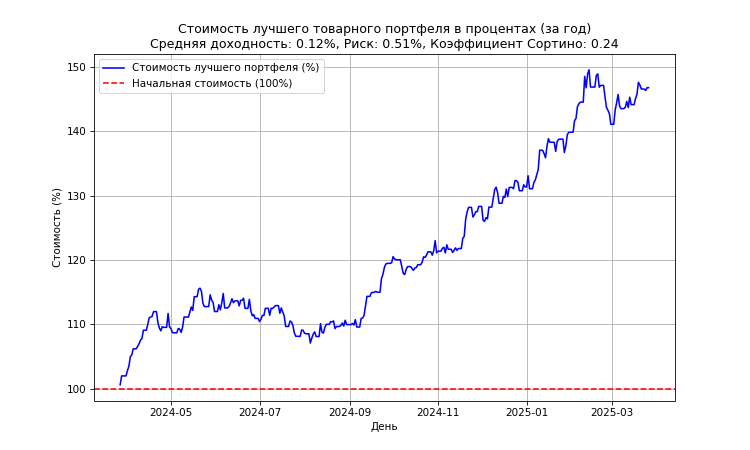 Стоимость лучшего товарного портфеля в процентах (за год)
Средняя доходность: 0.12%, Риск: 0.51%, Коэффициент Сортино: 0.24
Стоимость лучшего портфеля (%)
Начальная стоимость (100%)
Стоимость (%)
150
140
130
120
110
100
2024-05
2024-07
2024-09
2024-11
2025-01
2025-03
День